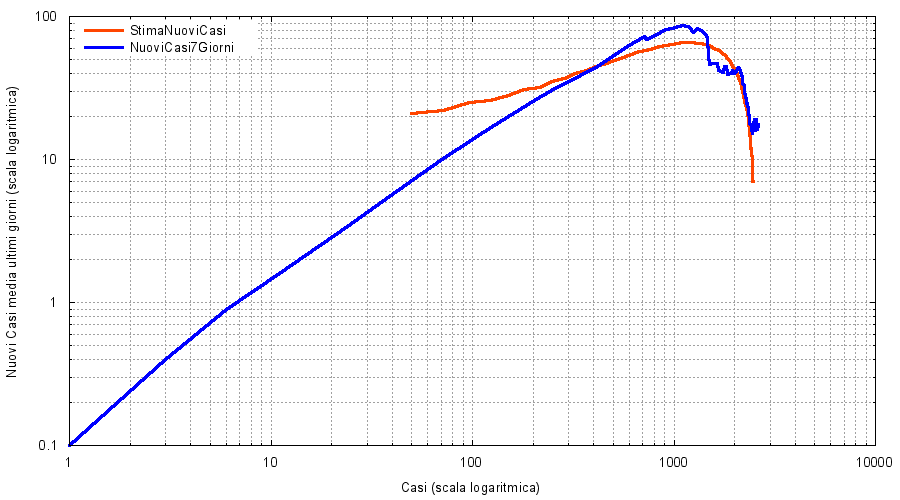 100
StimaNuoviCasi
NuoviCasi7Giorni
10
1
0.1
Nuovi Casi media ultimi giorni (scala logaritmica)
1 10 100 1000 10000
Casi (scala logaritmica)